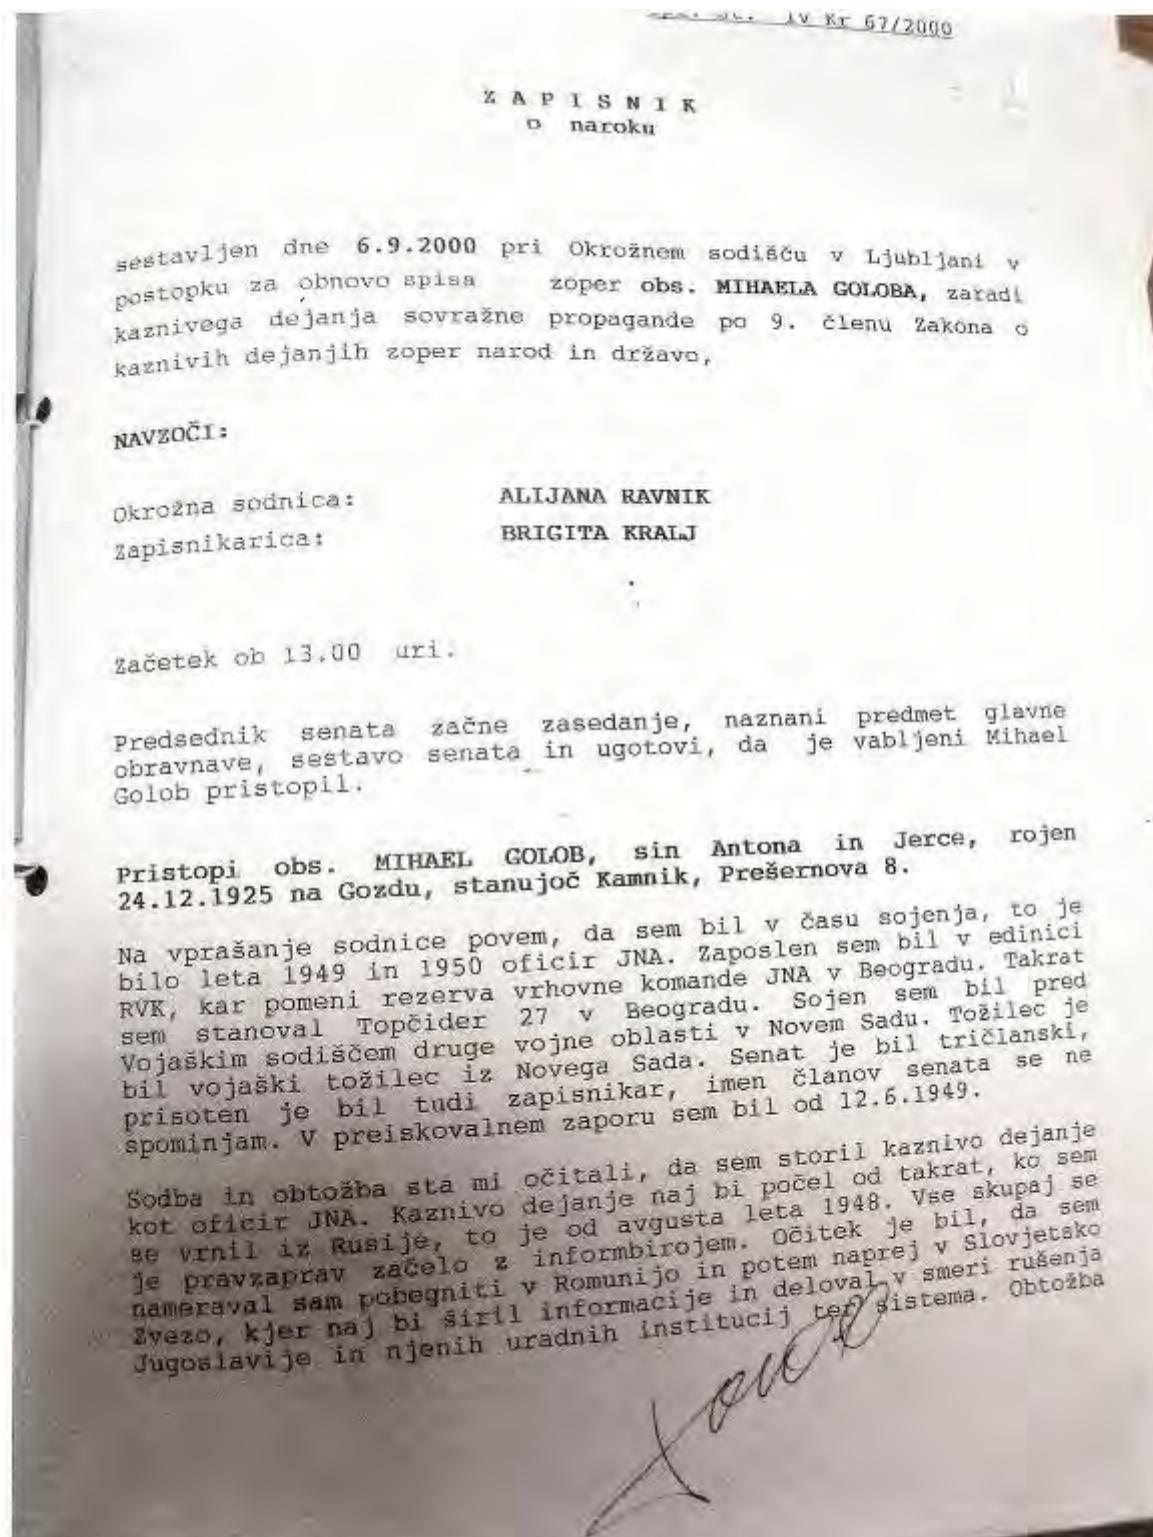 Opr. št. IV Kr 67/2000
Z A P I S N I K
o naroku
sestavljen dne 6.9.2000 pri Okrožnem sodišču v Ljubljani v
postopku za obnovo spisa zoper obs. MIHAELA GOLOBA, zaradi
kaznivega dejanja sovražne propagande po 9. členu Zakona o
kaznivih dejanjih zoper narod in državo,
NAVZOČI:
Okrožna sodnica: ALIJANA RAVNIK
Zapisnikarica: BRIGITA KRALJ
Začetek ob 13.00 uri.
Predsednik senata začne zasedanje, naznani predmet glavne
obravnave, sestavo senata in ugotovi, da je vabljeni Mihael
Golob pristopil.
Pristopi obs. MIHAEL GOLOB, sin Antona in Jerce, rojen
24.12.1925 na Gozdu, stanujoč Kamnik, Prešernova 8.
Na vprašanje sodnice povem, da sem bil v času sojenja, to je
bilo leta 1949 in 1950 oficir JNA. Zaposlen sem bil v edinici
RVK, kar pomeni rezerva vrhovne komande JNA v Beogradu. Takrat
sem stanoval Topčider 27 v Beogradu. Sojen sem bil pred
Vojaškim sodiščem druge vojne oblasti v Novem Sadu. Tožilec je
bil vojaški tožilec iz Novega Sada. Senat je bil tričlanski,
prisoten je bil tudi zapisnikar, imen članov senata se ne
spominjam. V preiskovalnem zaporu sem bil od 12.6.1949.
Sodba in obtožba sta mi očitali, da sem storil kaznivo dejanje
kot oficir JNA. Kaznivo dejanje naj bi počel od takrat, ko sem
se vrnil iz Rusije, to je od avgusta leta 1948. Vse skupaj se
je pravzaprav začelo z informbirojem. Očitek je bil, da sem
nameraval sam pobegniti v Romunijo in potem naprej v Slovjetsko
Zvezo, kjer naj bi širil informacije in deloval v smeri rušenja
Jugoslavije in njenih uradnih institucij ter sistema. Obtožba